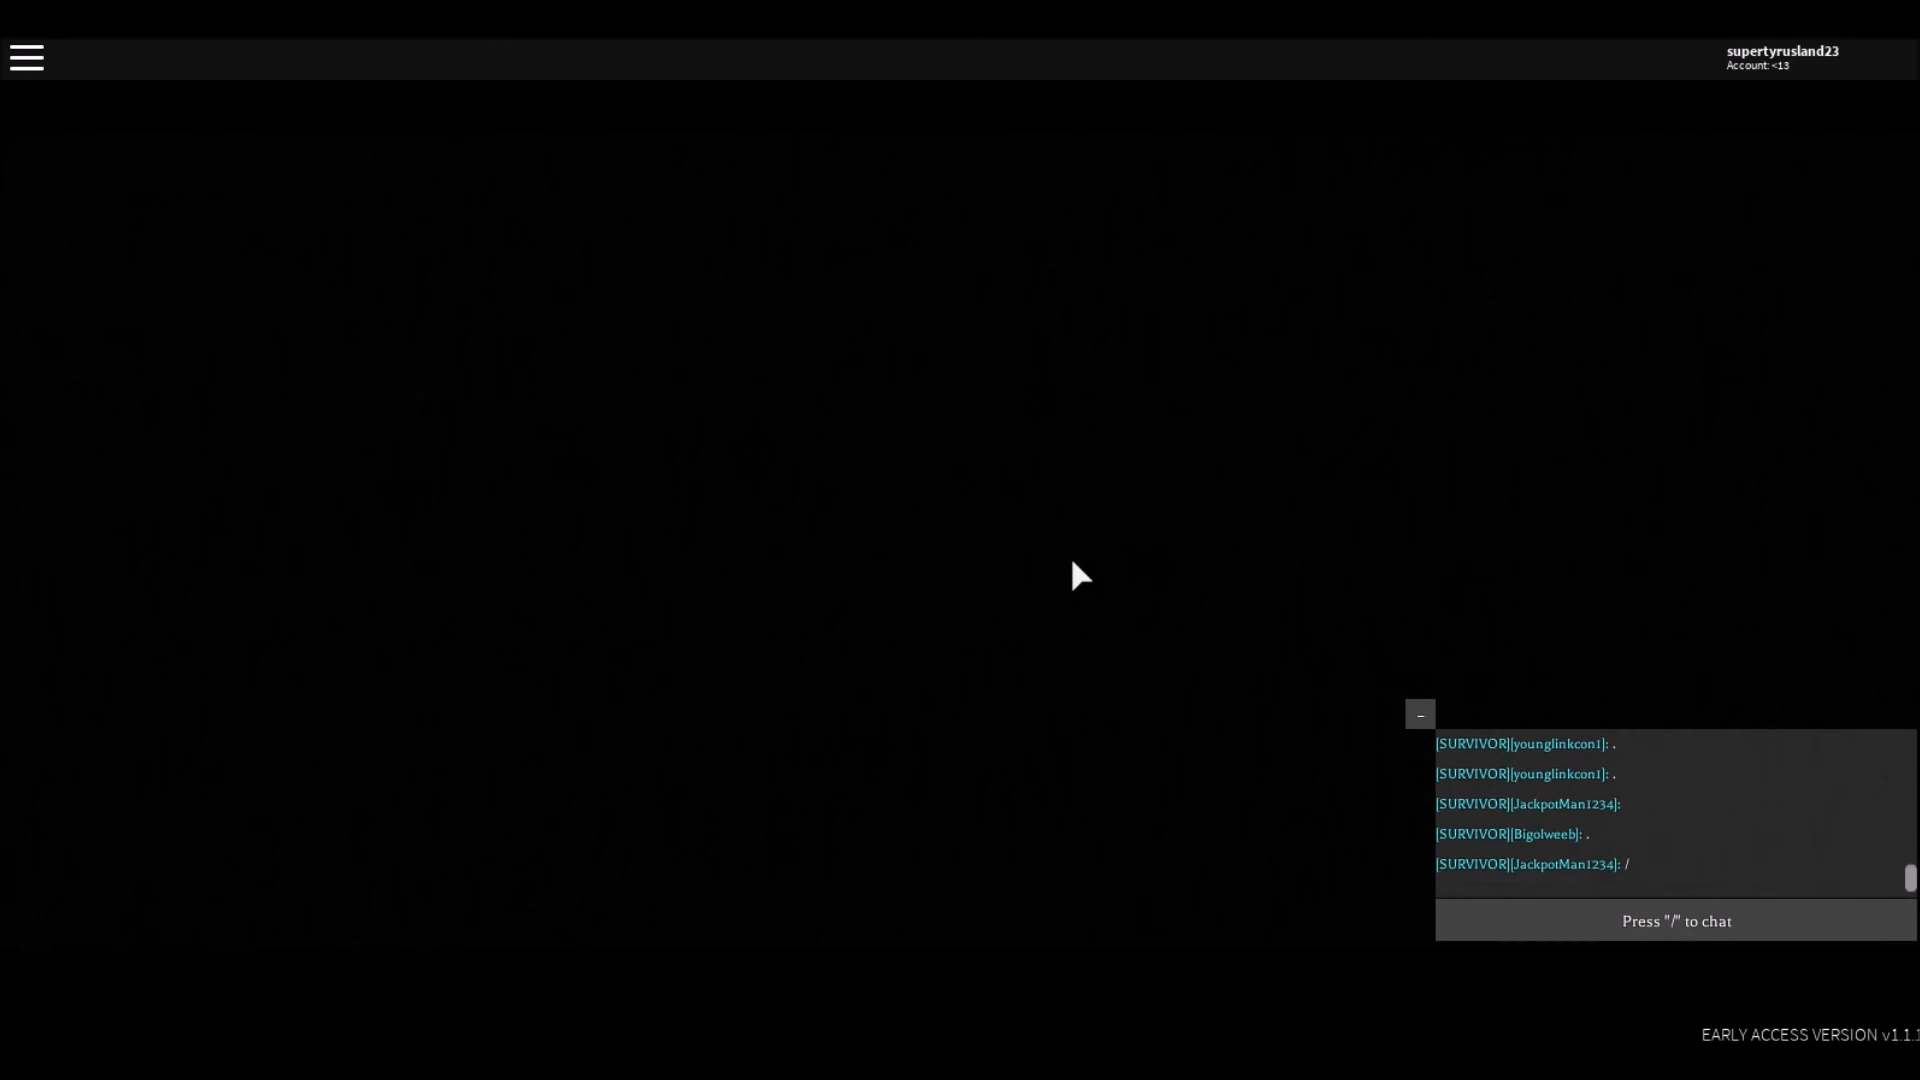 supertyrusland23
Account: <13
–
[SURVIVOR][younglinkcon1]: .
[SURVIVOR][younglinkcon1]: .
[SURVIVOR][JackpotMan1234]:
[SURVIVOR][Bigolweeb]: .
[SURVIVOR][JackpotMan1234]: /
Press "/" to chat
EARLY ACCESS VERSION v1.1.1